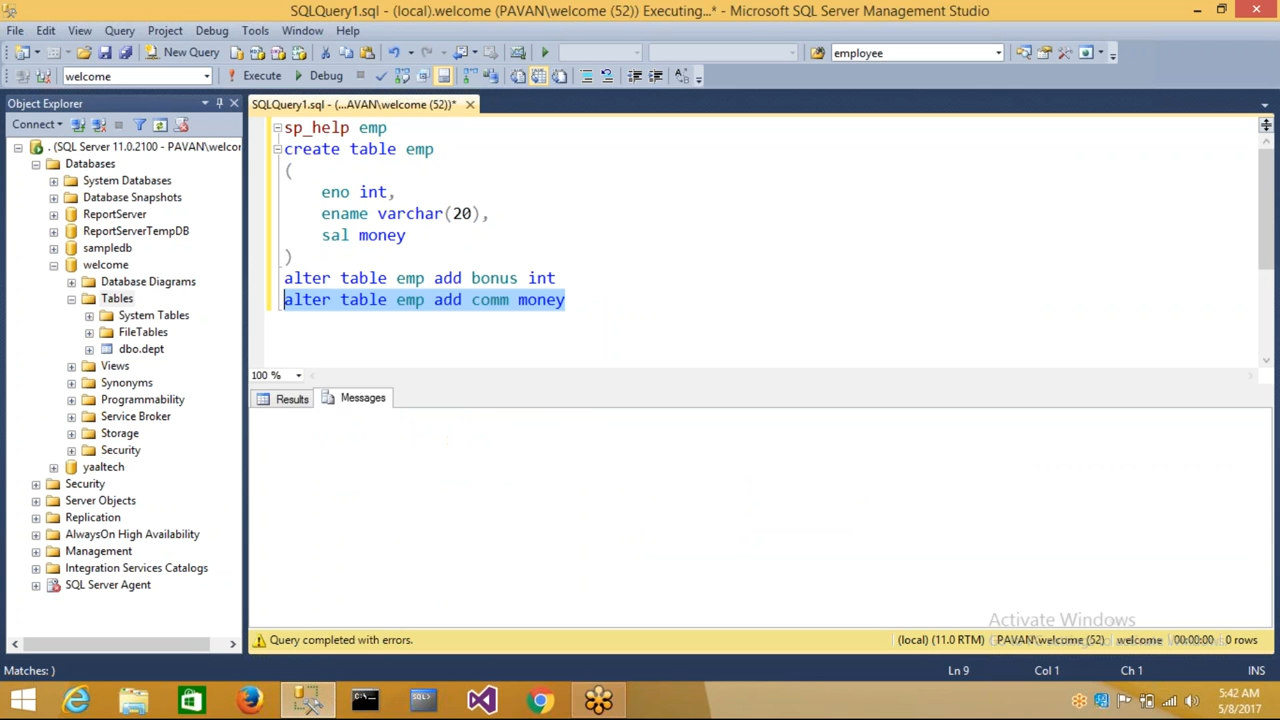 SQLQuery1.sql - (local).welcome (PAVAN\welcome (52)) Executing...* - Microsoft SQL Server Management Studio
File Edit View Query Project Debug Tools Window Help
New Query employee
welcome Execute Debug
Object Explorer
Connect
. (SQL Server 11.0.2100 - PAVAN\welcor
Databases
System Databases
Database Snapshots
ReportServer
ReportServerTempDB
sampledb
welcome
Database Diagrams
Tables
System Tables
FileTables
dbo.dept
Views
Synonyms
Programmability
Service Broker
Storage
Security
yaaltech
Security
Server Objects
Replication
AlwaysOn High Availability
Management
Integration Services Catalogs
SQL Server Agent
SQLQuery1.sql - (...AVAN\welcome (52))*
sp_help emp
create table emp
(
eno int,
ename varchar(20),
sal money
)
alter table emp add bonus int
alter table emp add comm money
100 %
Results Messages
Activate Windows
Query completed with errors. (local) (11.0 RTM) PAVAN\welcome (52) welcome 00:00:00 0 rows
Matches: ) Ln 9 Col 1 Ch 1 INS
5:42 AM
5/8/2017